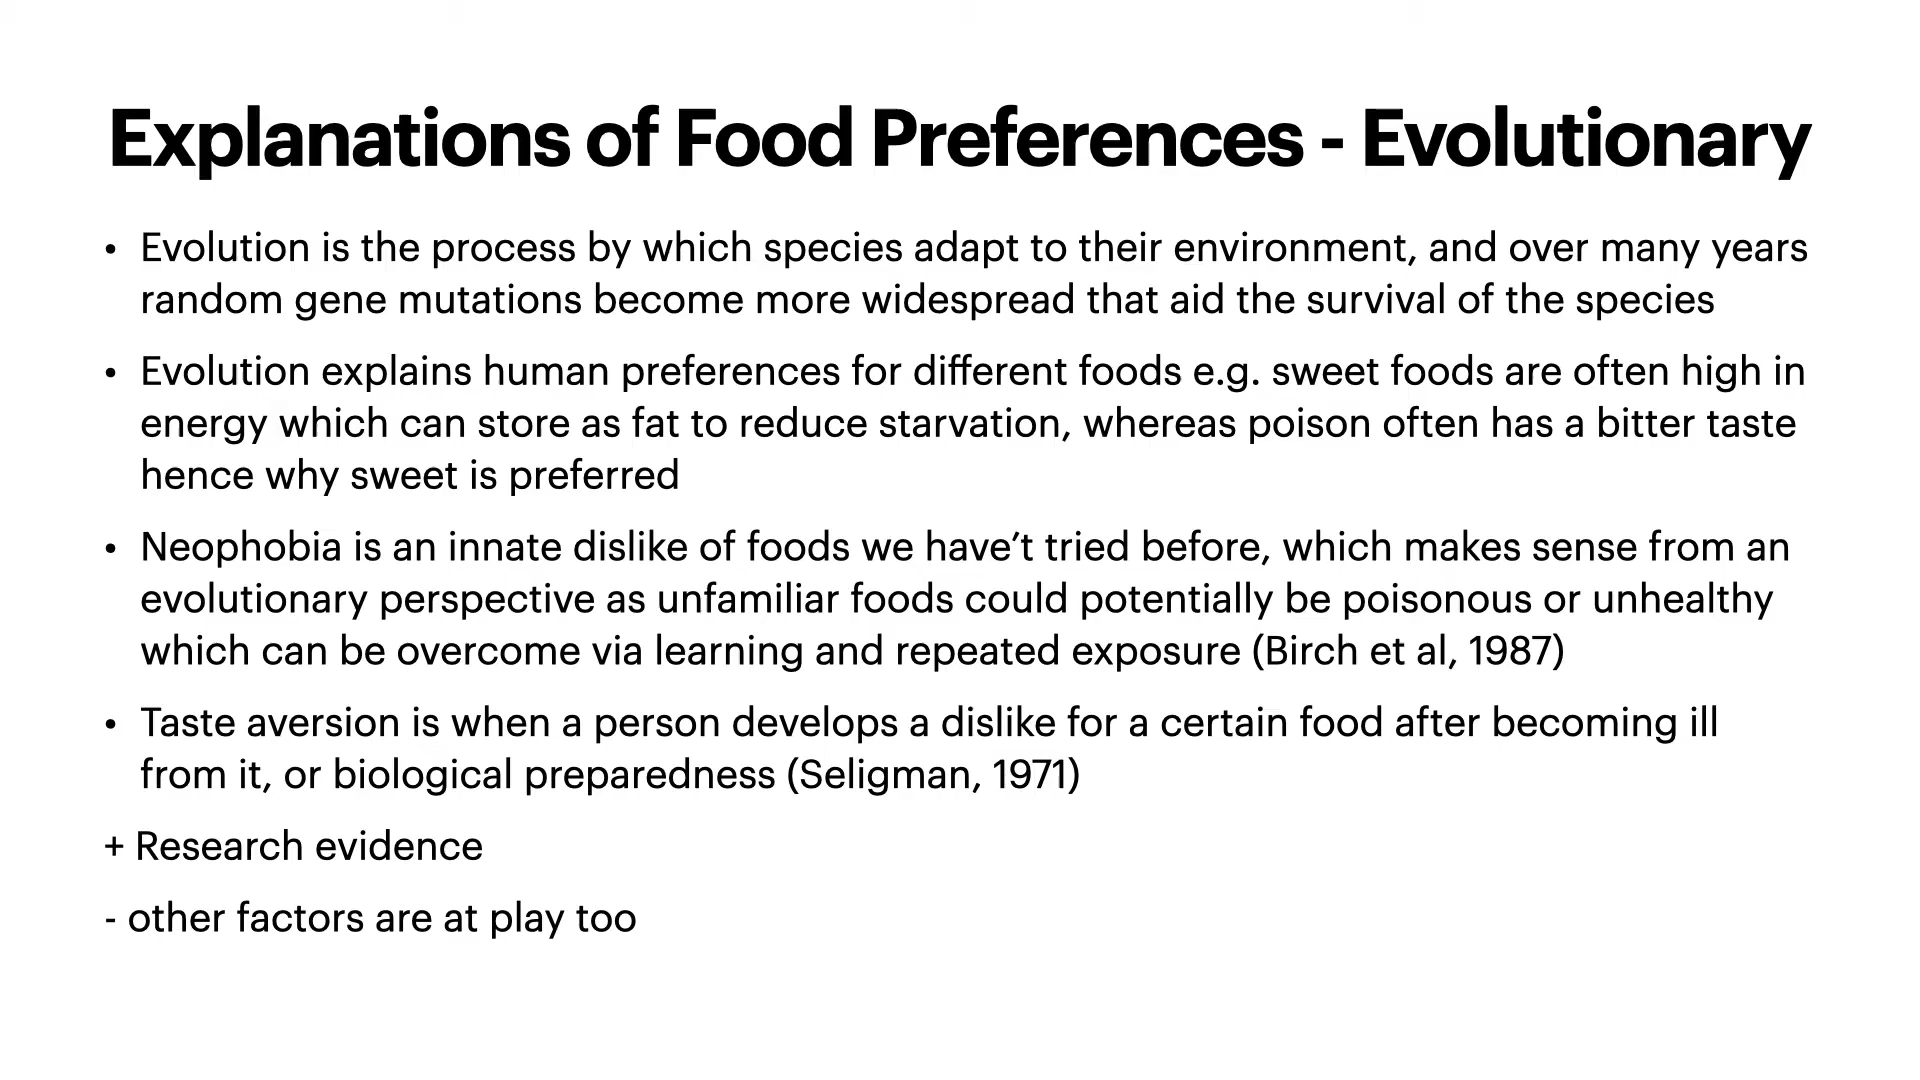 Explanations of Food Preferences - Evolutionary
• Evolution is the process by which species adapt to their environment, and over many years
random gene mutations become more widespread that aid the survival of the species
• Evolution explains human preferences for different foods e.g. sweet foods are often high in
energy which can store as fat to reduce starvation, whereas poison often has a bitter taste
hence why sweet is preferred
• Neophobia is an innate dislike of foods we have’t tried before, which makes sense from an
evolutionary perspective as unfamiliar foods could potentially be poisonous or unhealthy
which can be overcome via learning and repeated exposure (Birch et al, 1987)
• Taste aversion is when a person develops a dislike for a certain food after becoming ill
from it, or biological preparedness (Seligman, 1971)
+ Research evidence
- other factors are at play too